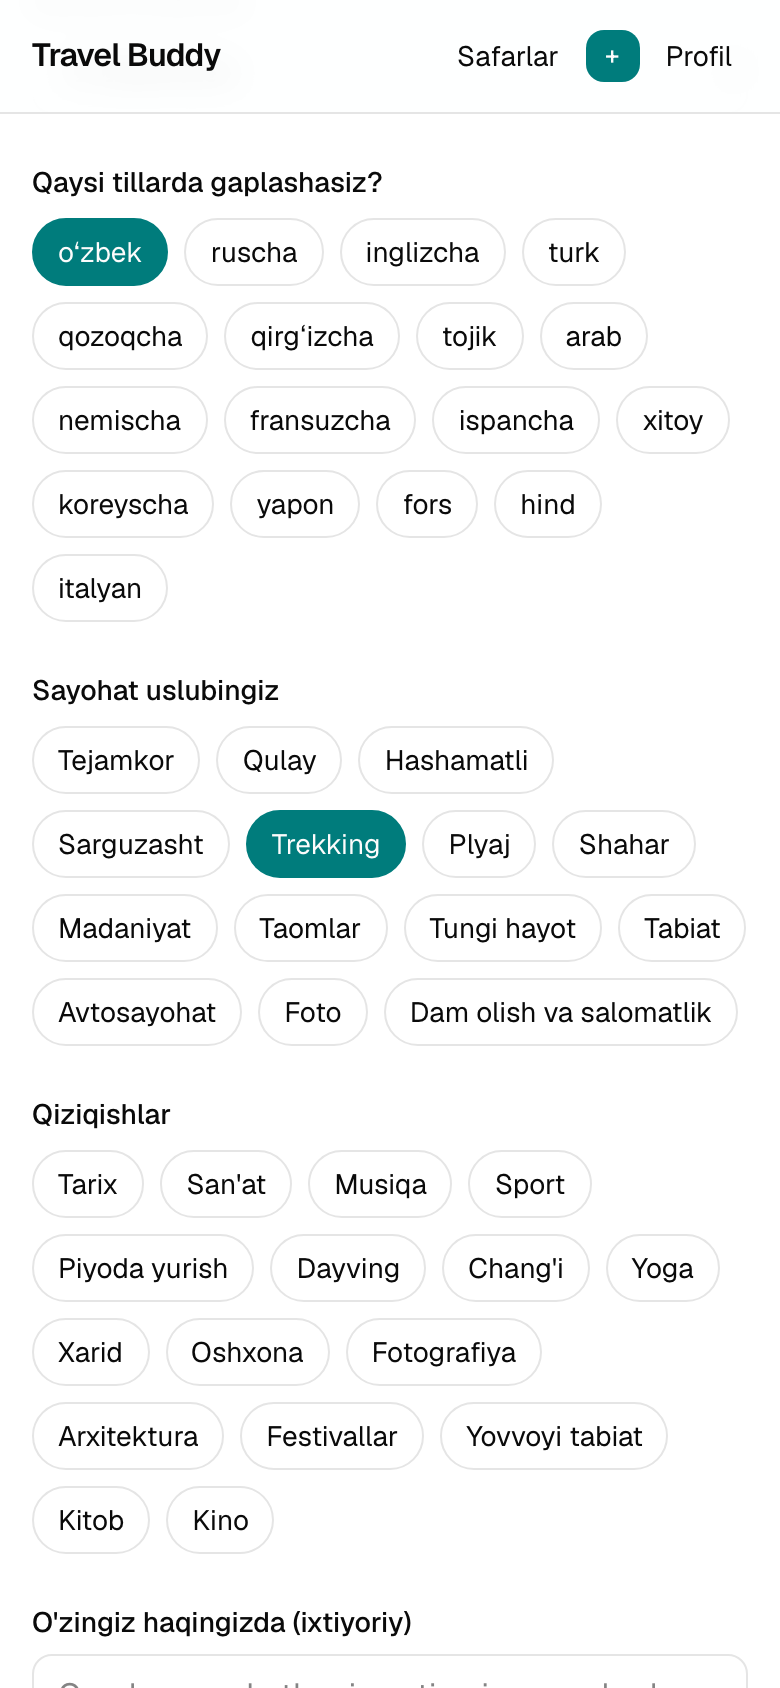 Travel Buddy Safarlar + Profil
Qaysi tillarda gaplashasiz?
oʻzbek ruscha inglizcha turk
qozoqcha qirgʻizcha tojik arab
nemischa fransuzcha ispancha xitoy
koreyscha yapon fors hind
italyan
Sayohat uslubingiz
Tejamkor Qulay Hashamatli
Sarguzasht Trekking Plyaj Shahar
Madaniyat Taomlar Tungi hayot Tabiat
Avtosayohat Foto Dam olish va salomatlik
Qiziqishlar
Tarix San'at Musiqa Sport
Piyoda yurish Dayving Chang'i Yoga
Xarid Oshxona Fotografiya
Arxitektura Festivallar Yovvoyi tabiat
Kitob Kino
O'zingiz haqingizda (ixtiyoriy)